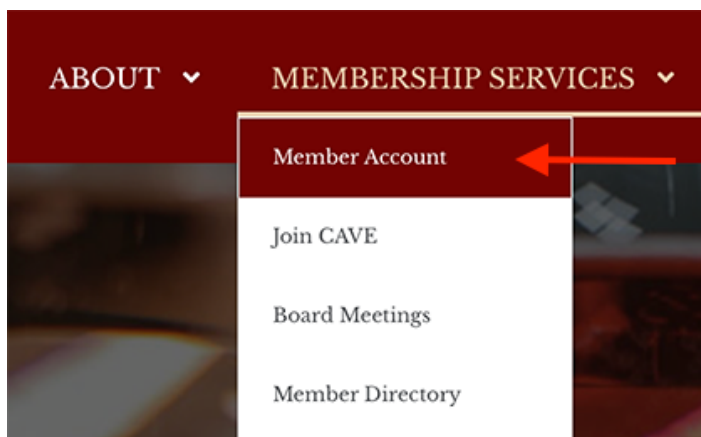 ABOUT
MEMBERSHIP SERVICES
Member Account
Join CAVE
Board Meetings
Member Directory